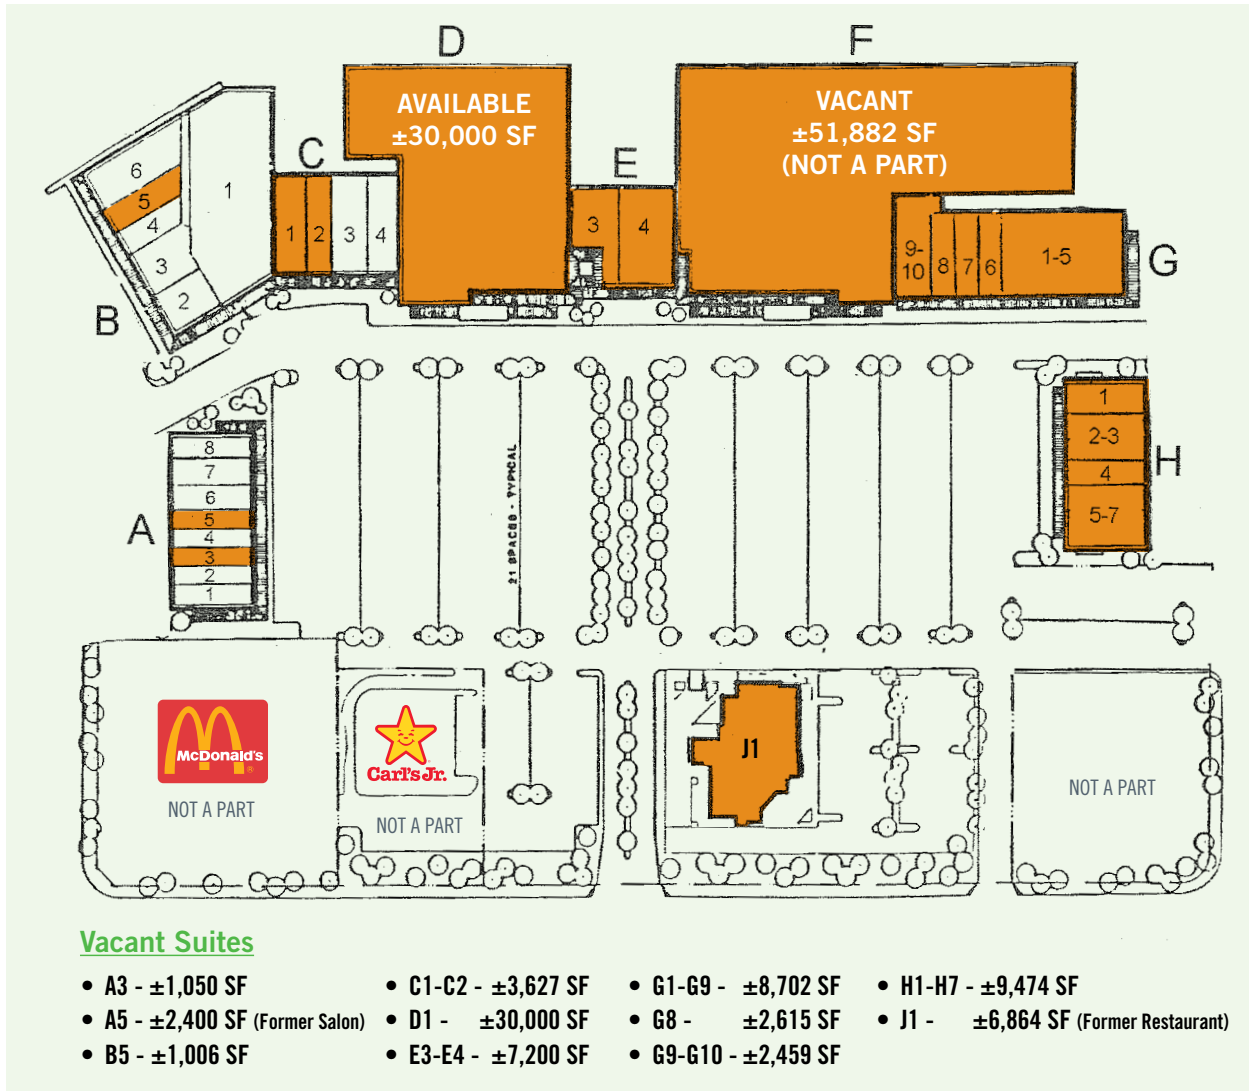 D
F
AVAILABLE
±30,000 SF
VACANT
±51,882 SF
(NOT A PART)
C
E
6
5
4
3
2
1
1
2
3
4
3
4
9-
10
8
7
6
1-5
G
B
A
8
7
6
5
4
3
2
1
21 SPACES - TYPICAL
1
2-3
4
5-7
H
McDonald's
®
NOT A PART
Carl's Jr.
NOT A PART
J1
NOT A PART
Vacant Suites
• A3 - ±1,050 SF
• A5 - ±2,400 SF (Former Salon)
• B5 - ±1,006 SF
• C1-C2 - ±3,627 SF
• D1 - ±30,000 SF
• E3-E4 - ±7,200 SF
• G1-G9 - ±8,702 SF
• G8 - ±2,615 SF
• G9-G10 - ±2,459 SF
• H1-H7 - ±9,474 SF
• J1 - ±6,864 SF (Former Restaurant)